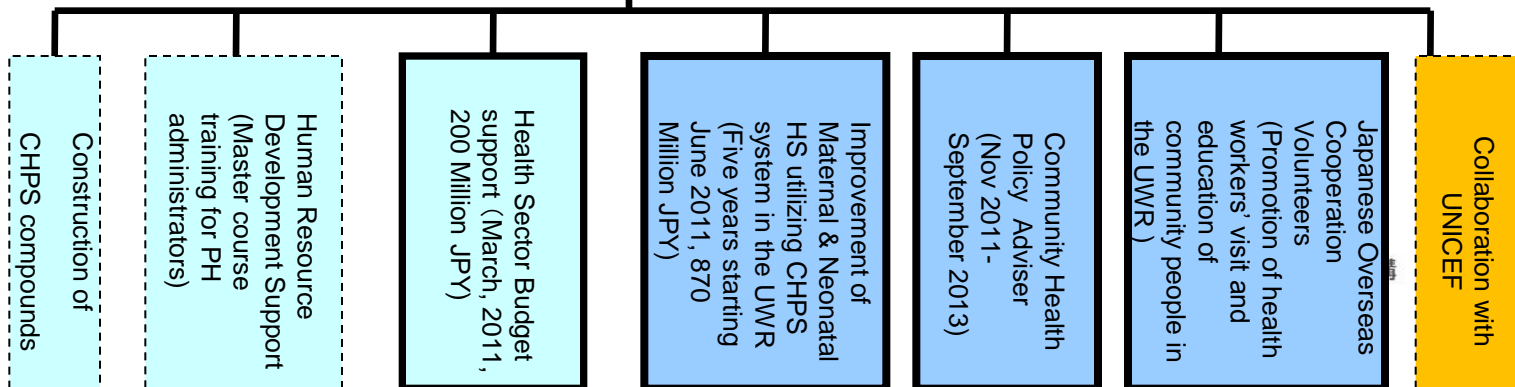 Construction of
CHPS compounds
Human Resource
Development Support
(Master course
training for PH
administrators)
Health Sector Budget
support (March, 2011,
200 Million JPY)
Improvement of
Maternal & Neonatal
HS utilizing CHPS
system in the UWR
(Five years starting
June 2011, 870
Million JPY)
Community Health
Policy Adviser
(Nov 2011-
September 2013)
Japanese Overseas
Cooperation
Volunteers
(Promotion of health
workers' visit and
education of
community people in
the UWR )
Collaboration with
UNICEF